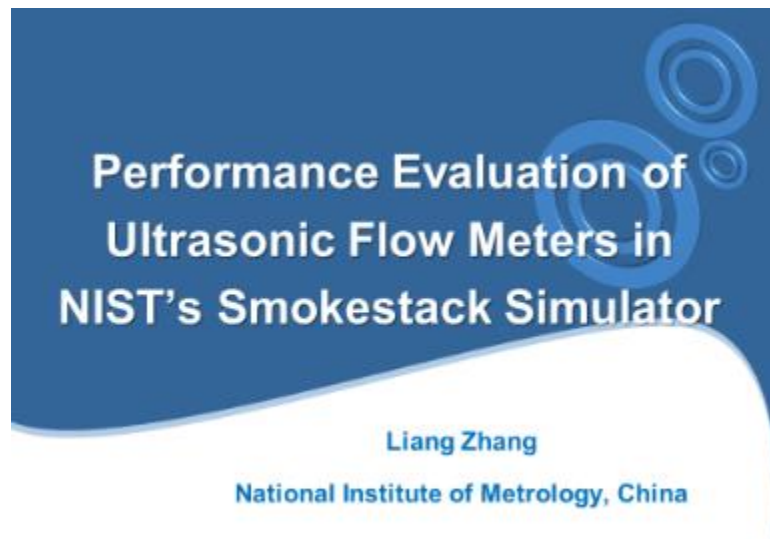 Performance Evaluation of
Ultrasonic Flow Meters in
NIST's Smokestack Simulator
Liang Zhang
National Institute of Metrology, China